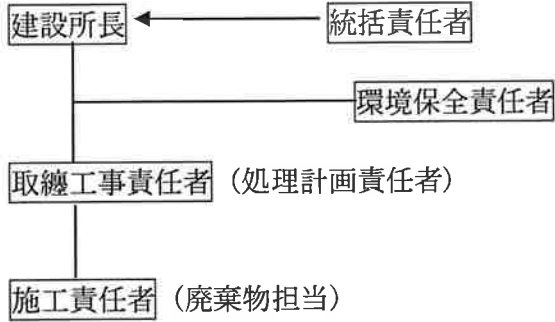 建設所長 統括責任者
環境保全責任者
取纏工事責任者 (処理計画責任者)
施工責任者 (廃棄物担当)